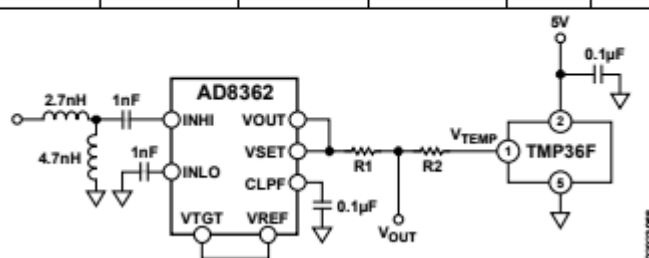 5V
0.1µF
2.7nH
1nF
AD8362
INHI
VOUT
2
4.7nH
1nF
INLO
VSET
R1
R2
VTEMP
1
TMP36F
CLPF
5
0.1µF
VTGT
VREF
VOUT